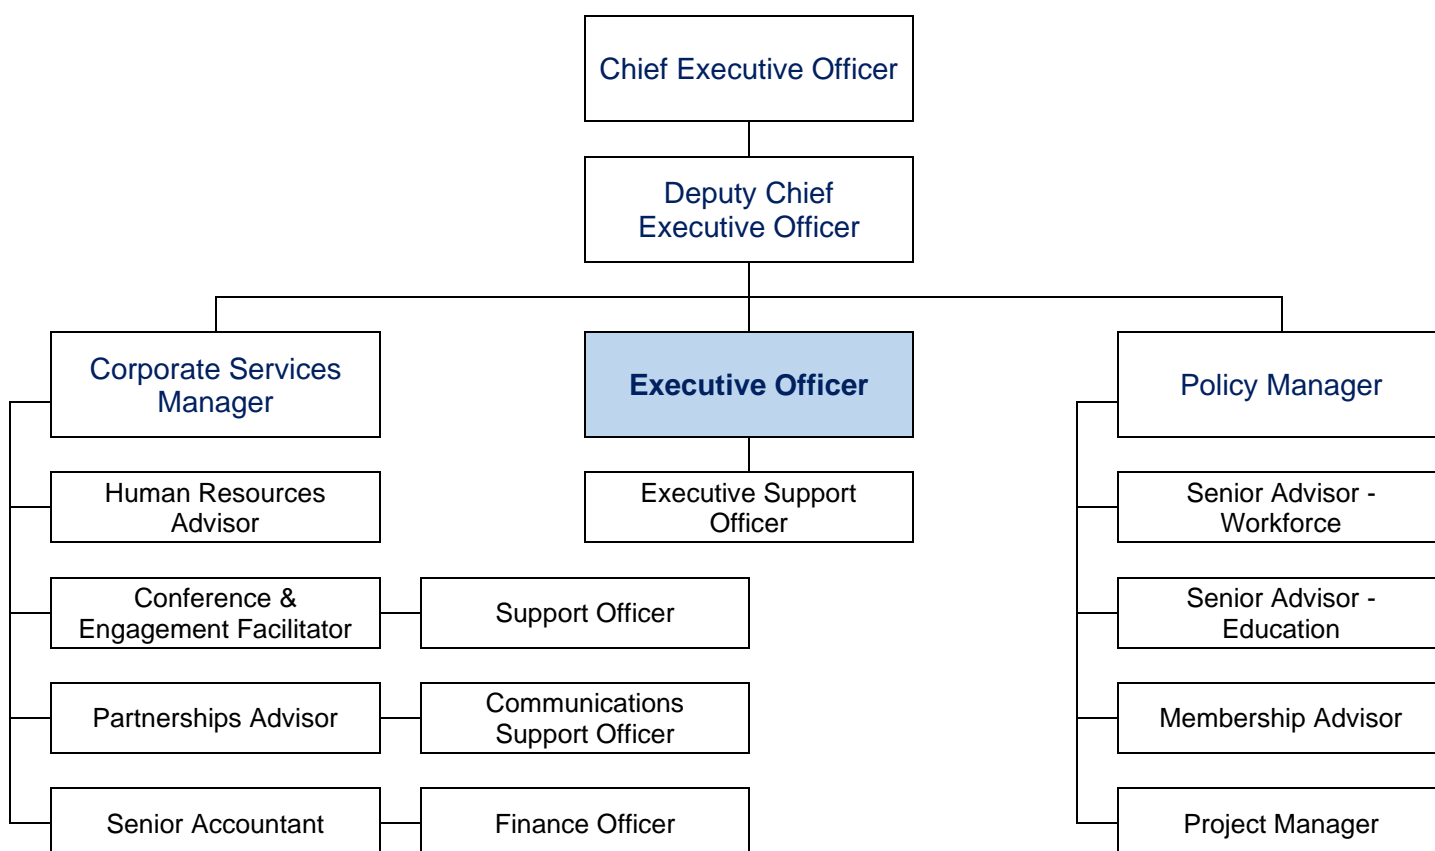 Chief Executive Officer
Deputy Chief
Executive Officer
Corporate Services
Manager
Executive Officer
Policy Manager
Human Resources
Advisor
Executive Support
Officer
Senior Advisor -
Workforce
Conference &
Engagement Facilitator
Support Officer
Senior Advisor -
Education
Partnerships Advisor
Communications
Support Officer
Membership Advisor
Senior Accountant
Finance Officer
Project Manager